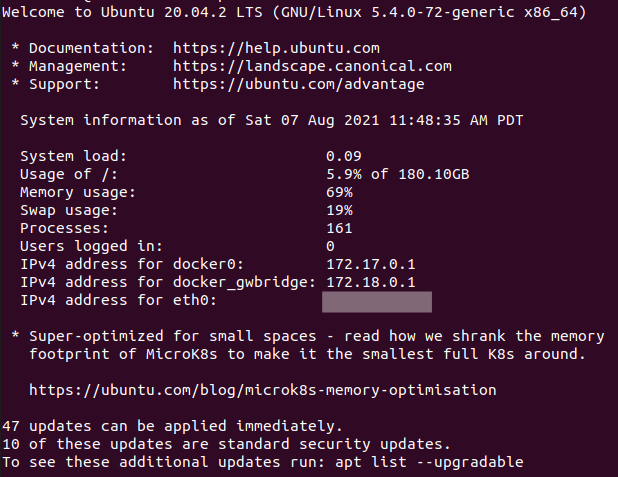 Welcome to Ubuntu 20.04.2 LTS (GNU/Linux 5.4.0-72-generic x86_64)
* Documentation: https://help.ubuntu.com
* Management: https://landscape.canonical.com
* Support: https://ubuntu.com/advantage
System information as of Sat 07 Aug 2021 11:48:35 AM PDT
System load: 0.09
Usage of /: 5.9% of 180.10GB
Memory usage: 69%
Swap usage: 19%
Processes: 161
Users logged in: 0
IPv4 address for docker0: 172.17.0.1
IPv4 address for docker_gwbridge: 172.18.0.1
IPv4 address for eth0:
* Super-optimized for small spaces - read how we shrank the memory
footprint of MicroK8s to make it the smallest full K8s around.
https://ubuntu.com/blog/microk8s-memory-optimisation
47 updates can be applied immediately.
10 of these updates are standard security updates.
To see these additional updates run: apt list --upgradable